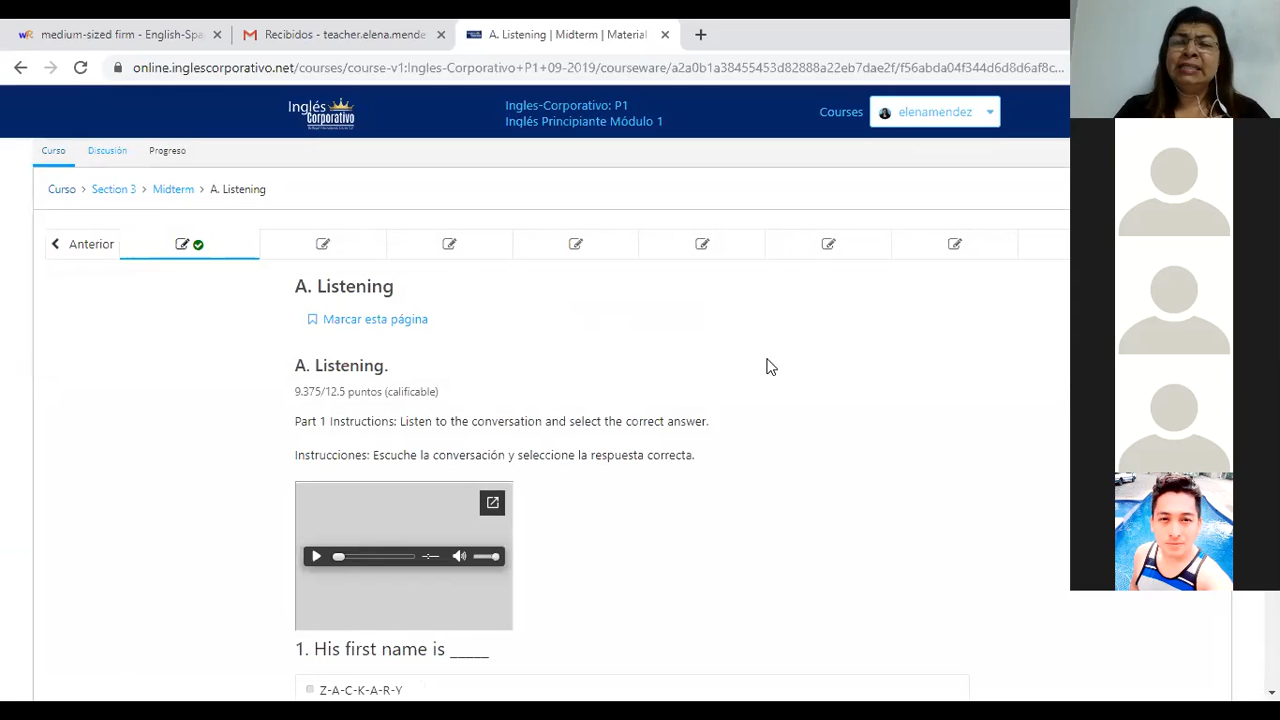 medium-sized firm - English-Spa
Recibidos - teacher.elena.mende
A. Listening | Midterm | Material
online.inglescorporativo.net/courses/course-v1:Ingles-Corporativo+P1+09-2019/courseware/a2a0b1a38455453d82888a22eb7dae2f/f56abda04f344d6d8d6af8c...
Inglés
Corporativo
Ingles-Corporativo: P1
Inglés Principiante Módulo 1
Courses
elenamendez
Curso
Discusión
Progreso
Curso > Section 3 > Midterm > A. Listening
Anterior
A. Listening
Marcar esta página
A. Listening.
9.375/12.5 puntos (calificable)
Part 1 Instructions: Listen to the conversation and select the correct answer.
Instrucciones: Escuche la conversación y seleccione la respuesta correcta.
-:--
1. His first name is _____
Z-A-C-K-A-R-Y